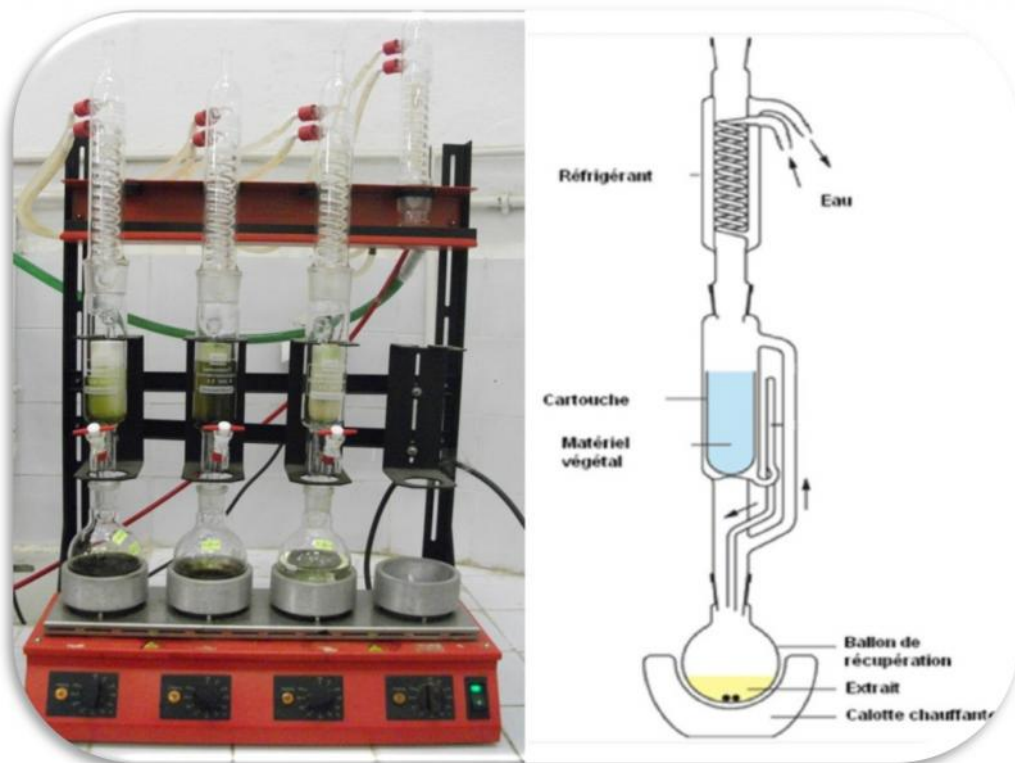 Réfrigérant
Eau
Cartouche
Matériel
végétal
Ballon de
récupération
Extrait
Calotte chauffante